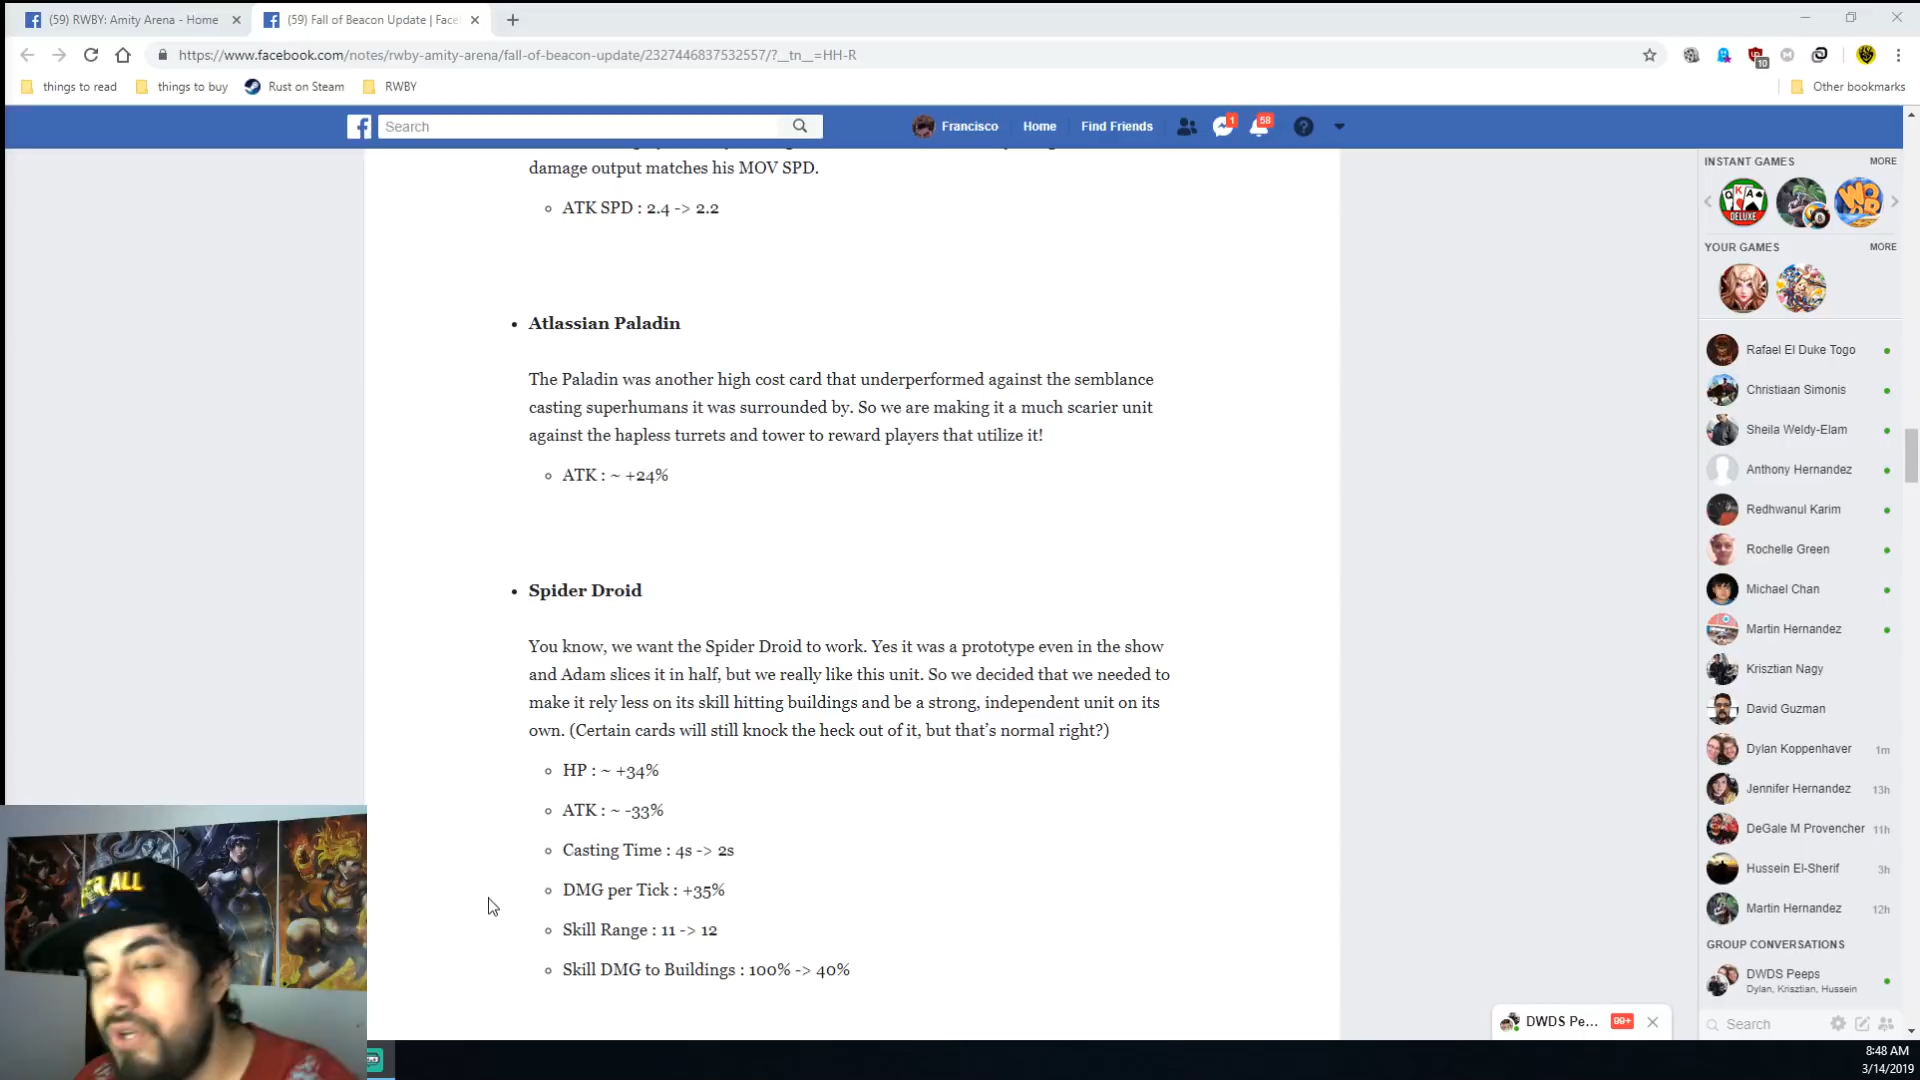 (59) RWBY: Amity Arena - Home
(59) Fall of Beacon Update | Face
https://www.facebook.com/notes/rwby-amity-arena/fall-of-beacon-update/2327446837532557/?__tn__=HH-R
10
things to read
things to buy
Rust on Steam
RWBY
Other bookmarks
Search
Francisco
Home
Find Friends
1
58
damage output matches his MOV SPD.
ATK SPD : 2.4 -> 2.2
Atlassian Paladin
The Paladin was another high cost card that underperformed against the semblance
casting superhumans it was surrounded by. So we are making it a much scarier unit
against the hapless turrets and tower to reward players that utilize it!
ATK : ~ +24%
Spider Droid
You know, we want the Spider Droid to work. Yes it was a prototype even in the show
and Adam slices it in half, but we really like this unit. So we decided that we needed to
make it rely less on its skill hitting buildings and be a strong, independent unit on its
own. (Certain cards will still knock the heck out of it, but that's normal right?)
HP : ~ +34%
ATK : ~ -33%
Casting Time : 4s -> 2s
DMG per Tick : +35%
Skill Range : 11 -> 12
Skill DMG to Buildings : 100% -> 40%
INSTANT GAMES
MORE
DELUXE
YOUR GAMES
MORE
Rafael El Duke Togo
Christiaan Simonis
Sheila Weldy-Elam
Anthony Hernandez
Redhwanul Karim
Rochelle Green
Michael Chan
Martin Hernandez
Krisztian Nagy
David Guzman
Dylan Koppenhaver 1m
Jennifer Hernandez 13h
DeGale M Provencher 11h
Hussein El-Sherif 3h
Martin Hernandez 12h
GROUP CONVERSATIONS
DWDS Peeps
Dylan, Krisztian, Hussein
Search
DWDS Pe... 99+
8:48 AM
3/14/2019